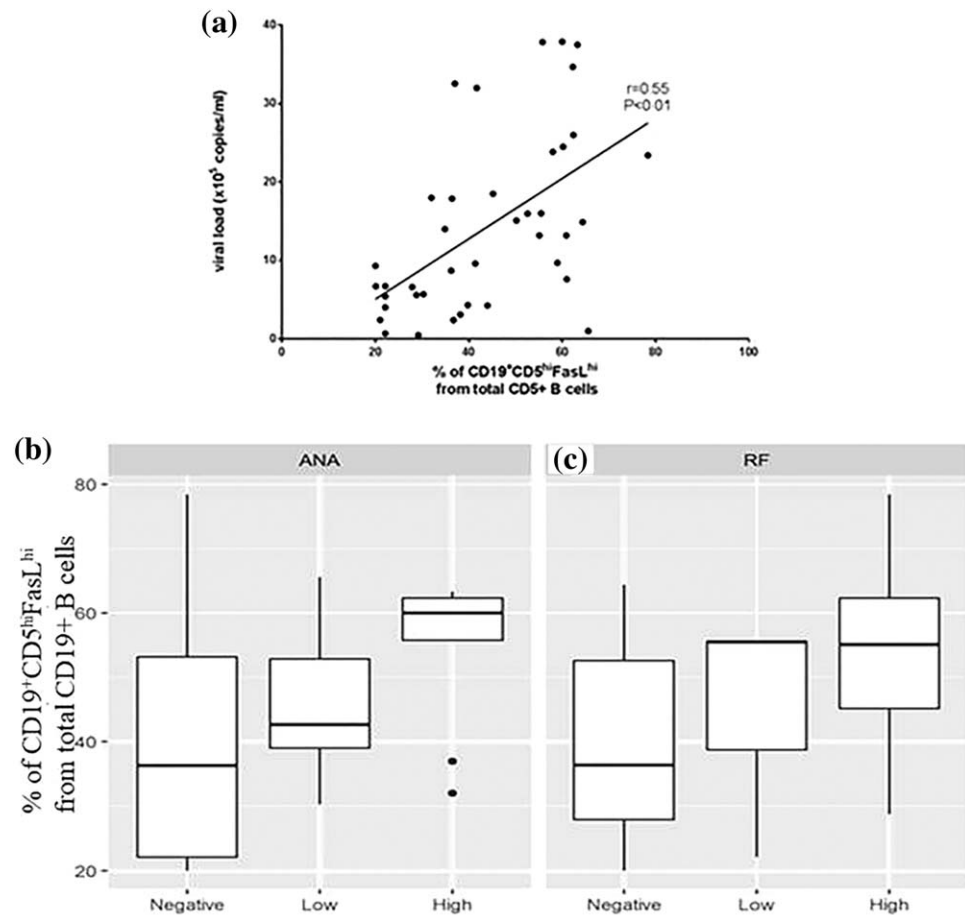 (a)
40
30
20
10
0
viral load (x10⁵ copies/ml)
r=0.55
P<0.01
0 20 40 60 80 100
% of CD19⁺CD5ʰⁱFasLʰⁱ
from total CD5+ B cells
(b)
ANA
(c)
RF
80
60
40
20
% of CD19⁺CD5ʰⁱFasLʰⁱ
from total CD19+ B cells
Negative Low High
Negative Low High